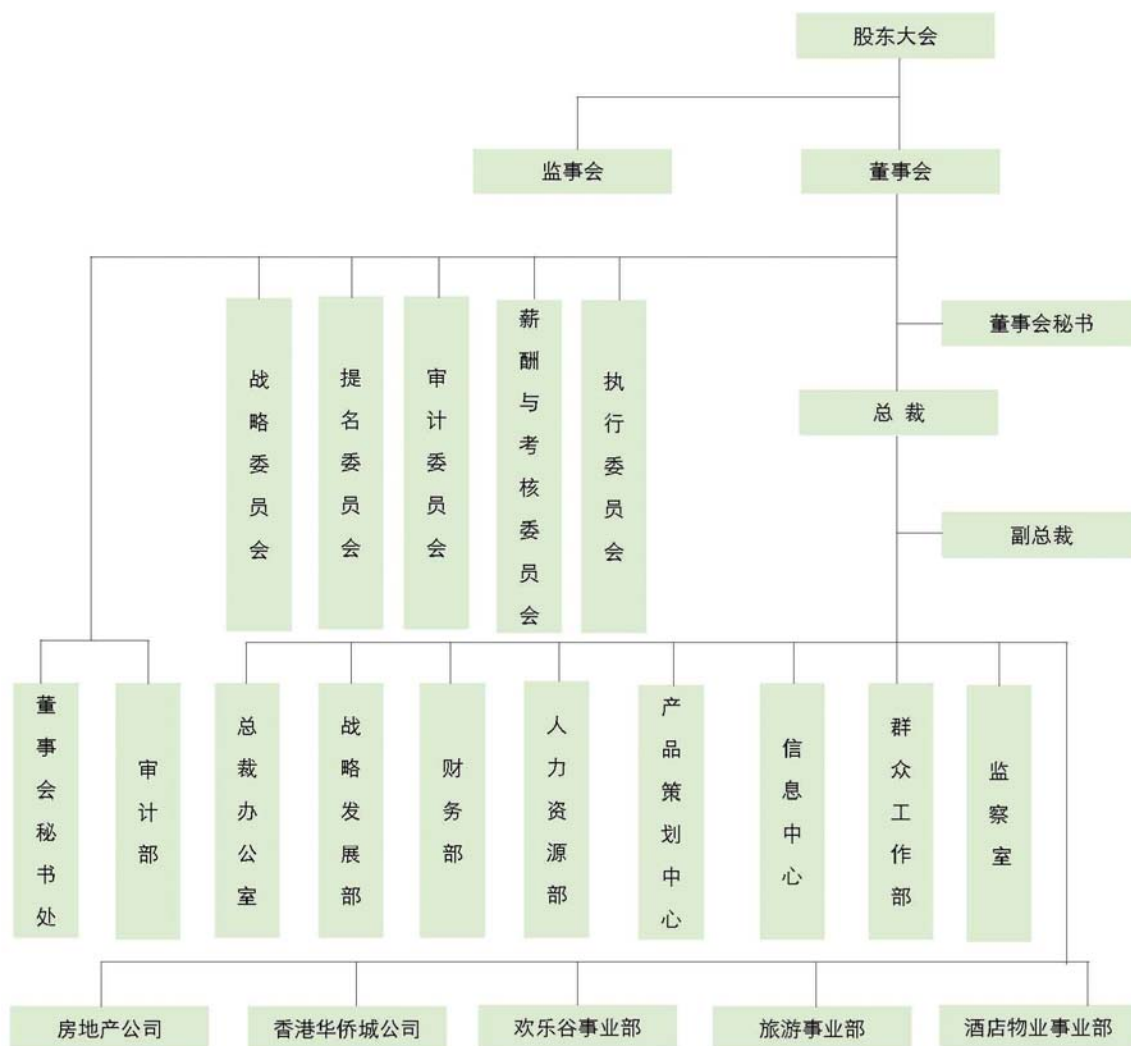 股东大会
监事会
董事会
董事会秘书
总 裁
副总裁
战略委员会
提名委员会
审计委员会
薪酬与考核委员会
执行委员会
董事会秘书处
审计部
总裁办公室
战略发展部
财务部
人力资源部
产品策划中心
信息中心
群众工作部
监察室
房地产公司
香港华侨城公司
欢乐谷事业部
旅游事业部
酒店物业事业部